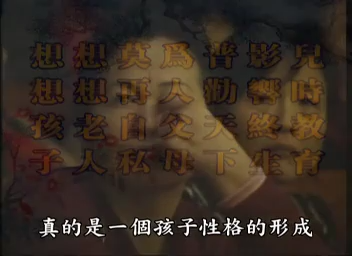 兒時教育
影響終生
普勸天下
爲人父母
莫再自私
想想老人
想想孩子
真的是一個孩子性格的形成